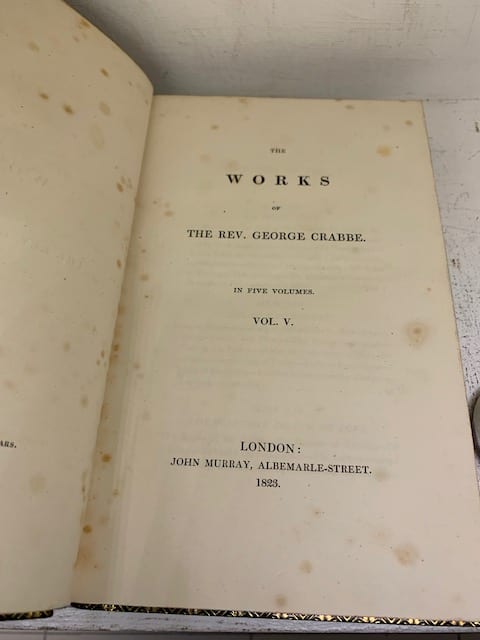 THE
WORKS
OF
THE REV. GEORGE CRABBE.
IN FIVE VOLUMES.
VOL. V.
LONDON:
JOHN MURRAY, ALBEMARLE-STREET.
1823.